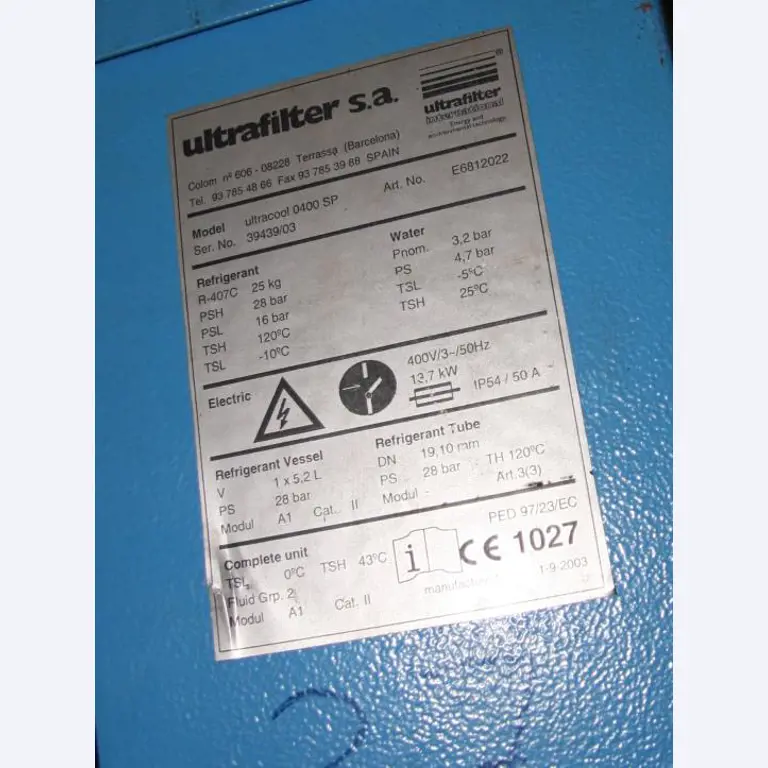 ultrafilter s.a.
ultrafilter
international
®
Energy and
environmental technology
Colom nº 606 - 08228 Terrassa (Barcelona)
Tel. 93 785 48 66 Fax 93 785 39 88 SPAIN
Model ultracool 0400 SP Art. No. E6812022
Ser. No. 39439/03
Refrigerant
R-407C 25 kg
PSH 28 bar
PSL 16 bar
TSH 120ºC
TSL -10ºC
Water
Pnom. 3,2 bar
PS 4,7 bar
TSL -5ºC
TSH 25ºC
Electric
400V/3~/50Hz
13,7 kW
IP54 / 50 A
Refrigerant Vessel
V 1 x 5,2 L
PS 28 bar
Modul A1 Cat.. II
Refrigerant Tube
DN 19,10 mm
PS 28 bar TH 120ºC
Modul - Art.3(3)
Complete unit
TSL 0ºC TSH 43ºC
Fluid Grp. 2
Modul A1 Cat. II
i
PED 97/23/EC
CE 1027
1-9-2003